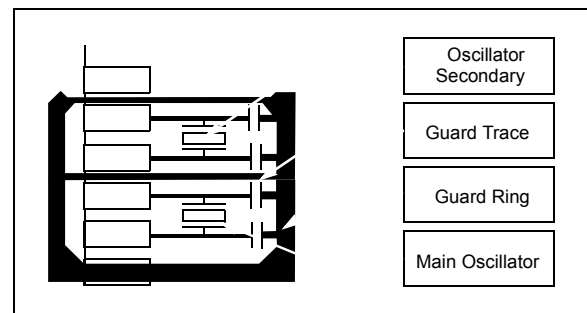 Oscillator
Secondary
Guard Trace
Guard Ring
Main Oscillator